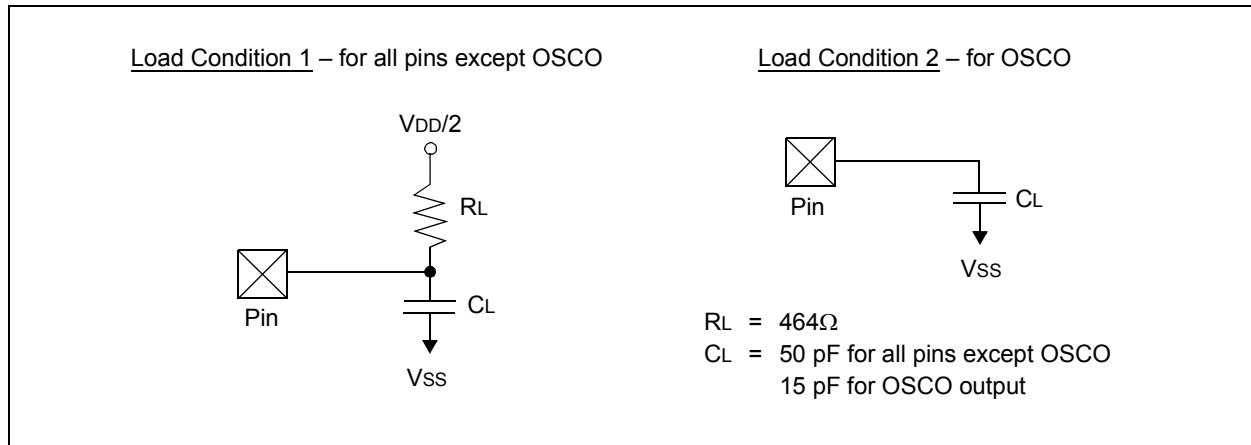 Load Condition 1 – for all pins except OSCO
VDD/2
RL
Pin
CL
VSS
Load Condition 2 – for OSCO
Pin
CL
VSS
RL = 464Ω
CL = 50 pF for all pins except OSCO
15 pF for OSCO output